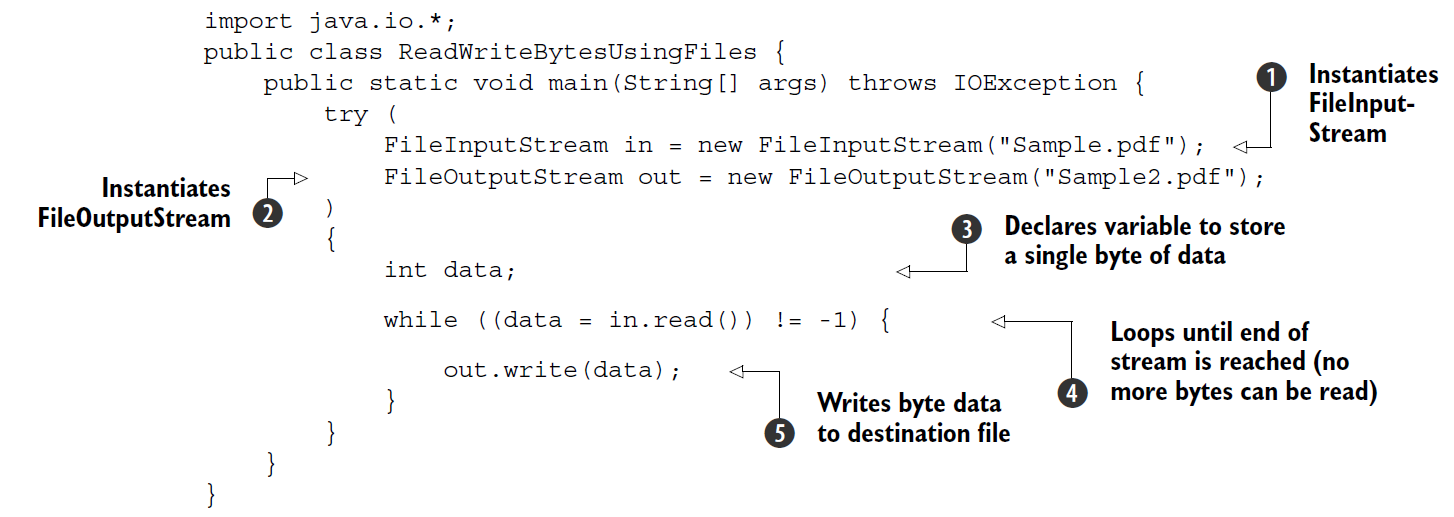 import java.io.*;
public class ReadWriteBytesUsingFiles {
public static void main(String[] args) throws IOException {
try (
FileInputStream in = new FileInputStream("Sample.pdf");
FileOutputStream out = new FileOutputStream("Sample2.pdf");
)
{
int data;
while ((data = in.read()) != -1) {
out.write(data);
}
}
}
}
1 Instantiates
FileInput-
Stream
Instantiates
FileOutputStream 2
3 Declares variable to store
a single byte of data
Loops until end of
stream is reached (no
4 more bytes can be read)
Writes byte data
5 to destination file